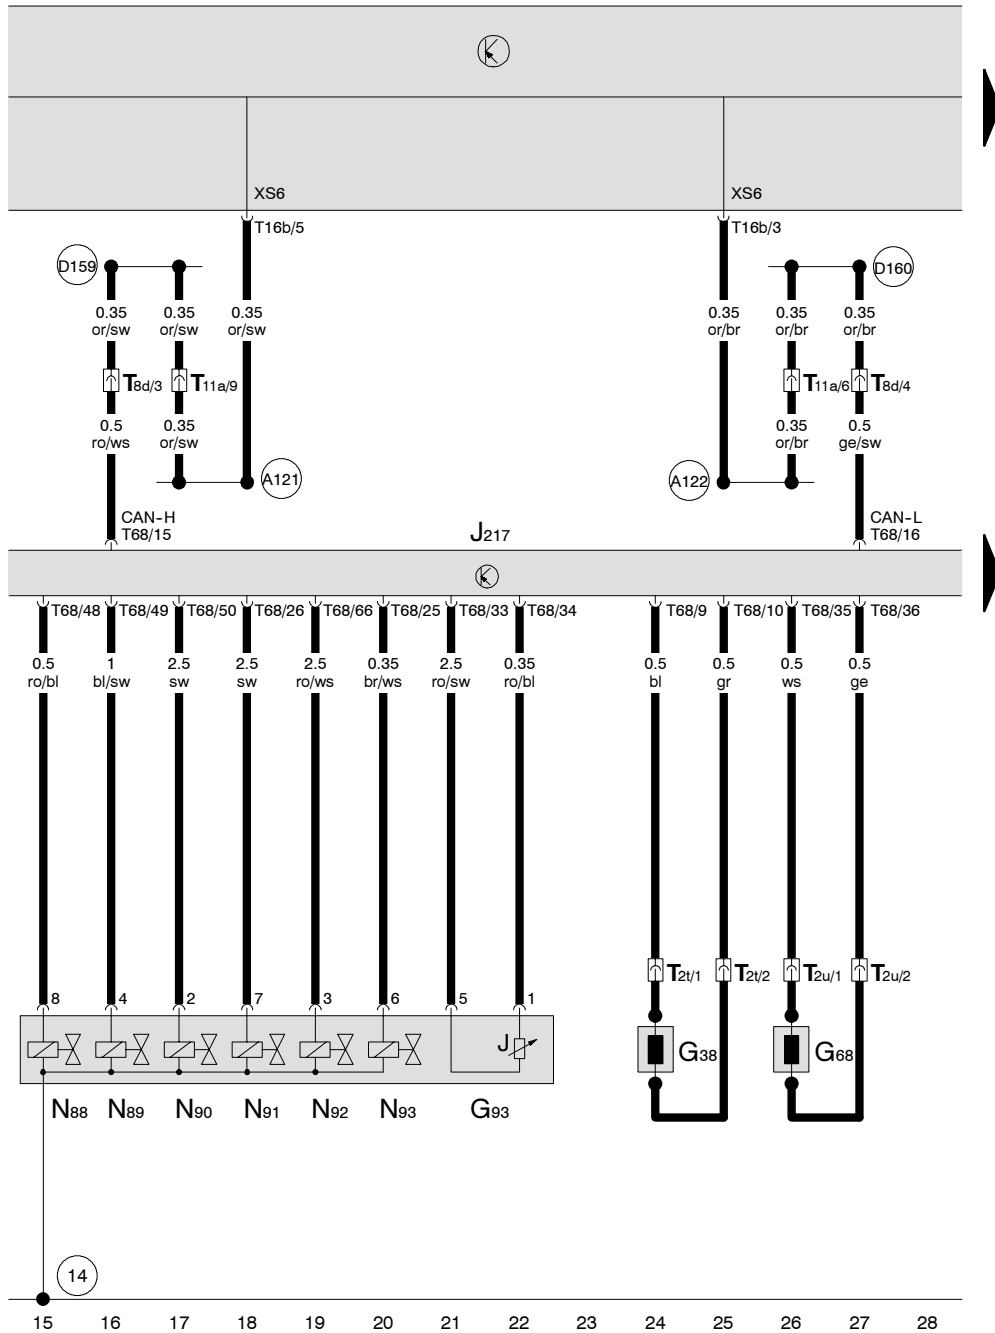 XS6 XS6
T16b/5 T16b/3
D159 D160
0.35 0.35 0.35 0.35 0.35 0.35
or/sw or/sw or/sw or/br or/br or/br
T8d/3 T11a/9 T11a/6 T8d/4
0.5 0.35 0.35 0.5
ro/ws or/sw or/br ge/sw
A121 A122
CAN-H CAN-L
T68/15 J217 T68/16
T68/48 T68/49 T68/50 T68/26 T68/66 T68/25 T68/33 T68/34 T68/9 T68/10 T68/35 T68/36
0.5 1 2.5 2.5 2.5 0.35 2.5 0.35 0.5 0.5 0.5 0.5
ro/bl bl/sw sw sw ro/ws br/ws ro/sw ro/bl bl gr ws ge
T2t/1 T2t/2 T2u/1 T2u/2
8 4 2 7 3 6 5 1
J G38 G68
N88 N89 N90 N91 N92 N93 G93
14
15 16 17 18 19 20 21 22 23 24 25 26 27 28